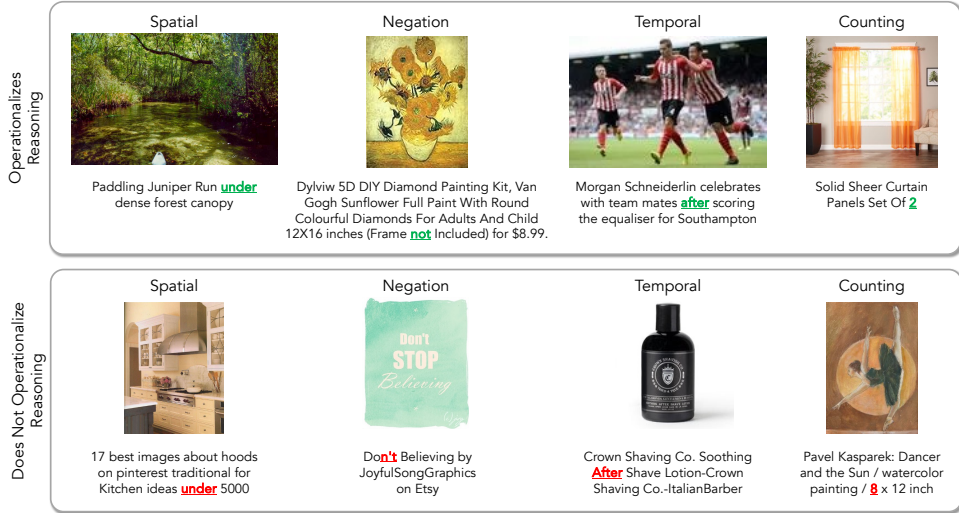 Operationalizes
Reasoning
Spatial
Negation
Temporal
Counting
Paddling Juniper Run under
dense forest canopy
Dylviw 5D DIY Diamond Painting Kit, Van
Gogh Sunflower Full Paint With Round
Colourful Diamonds For Adults And Child
12X16 inches (Frame not Included) for $8.99.
Morgan Schneiderlin celebrates
with team mates after scoring
the equaliser for Southampton
Solid Sheer Curtain
Panels Set Of 2
Does Not Operationalize
Reasoning
Spatial
Negation
Temporal
Counting
Don't
STOP
Believing
17 best images about hoods
on pinterest traditional for
Kitchen ideas under 5000
Don't Believing by
JoyfulSongGraphics
on Etsy
Crown Shaving Co. Soothing
After Shave Lotion-Crown
Shaving Co.-ItalianBarber
Pavel Kasparek: Dancer
and the Sun / watercolor
painting / 8 x 12 inch